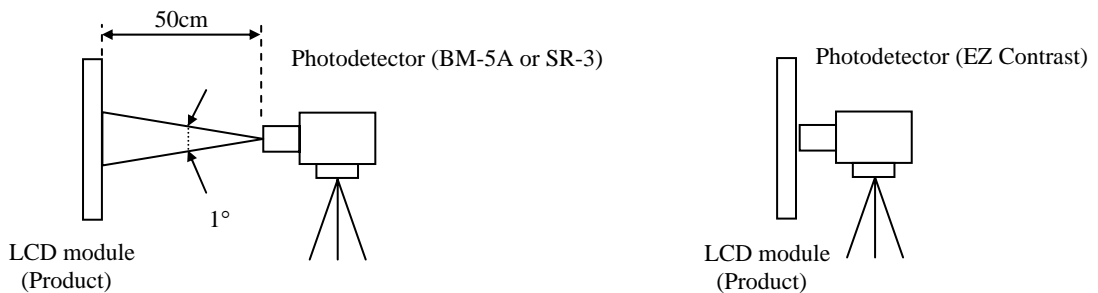 50cm
Photodetector (BM-5A or SR-3)
1°
LCD module
(Product)
Photodetector (EZ Contrast)
LCD module
(Product)